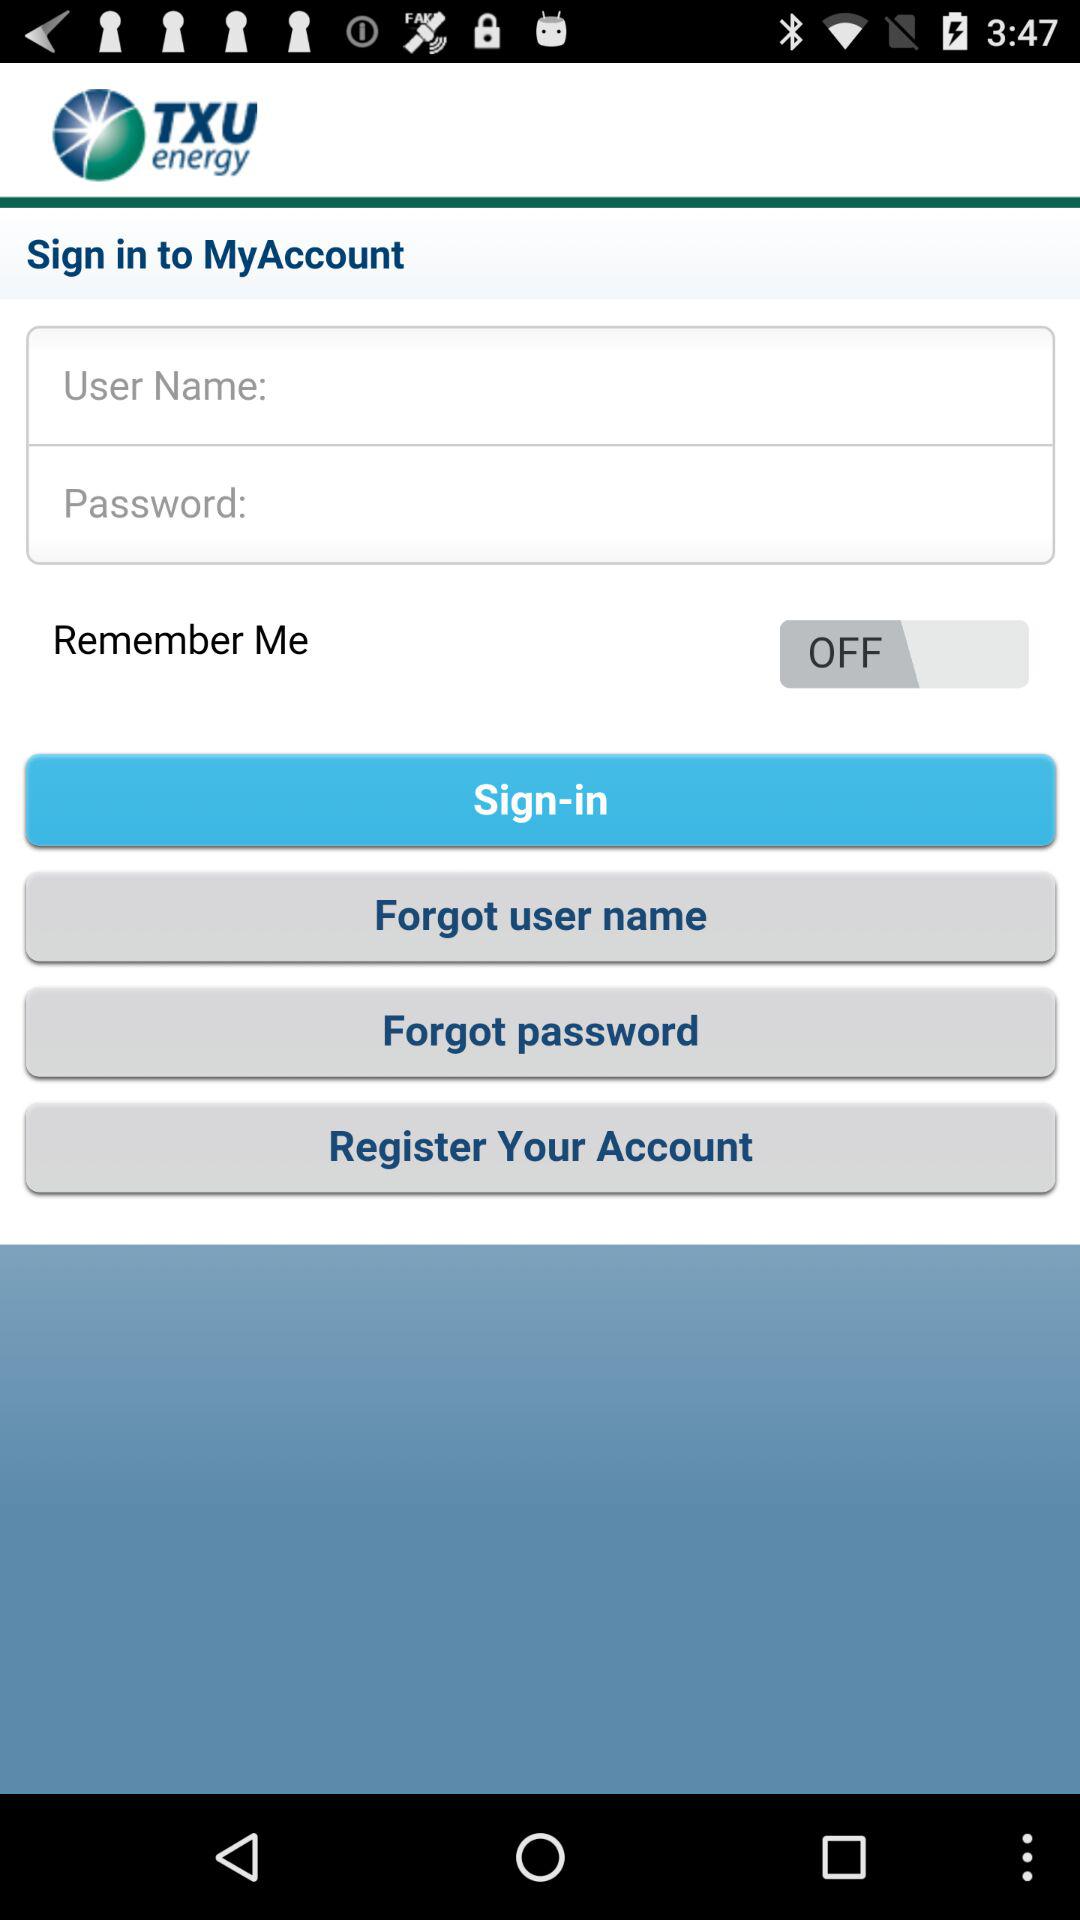 FAKE
3:47
TXU
energy
Sign in to MyAccount
User Name:
Password:
Remember Me
OFF
Sign-in
Forgot user name
Forgot password
Register Your Account